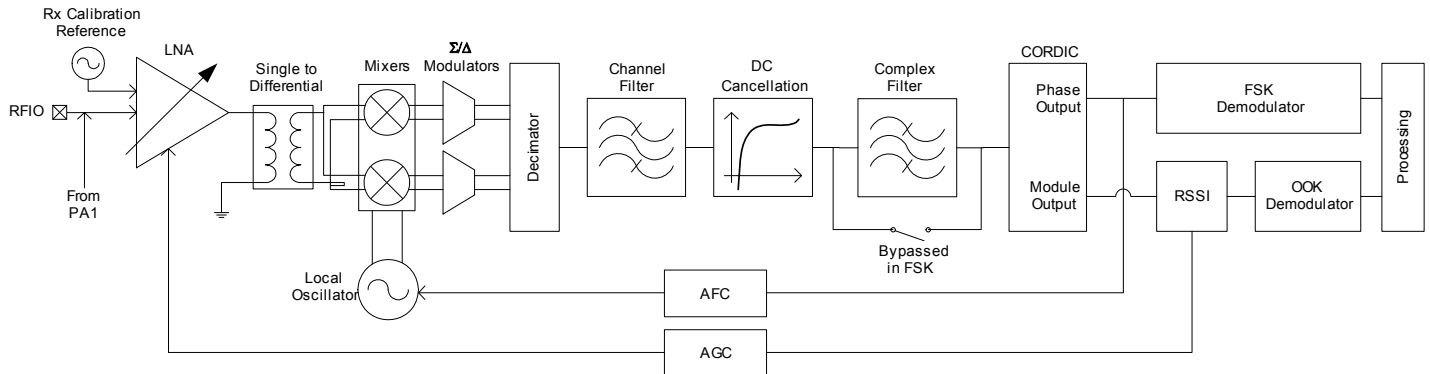 Rx Calibration
Reference
LNA
RFIO
From
PA1
Single to
Differential
Mixers
Σ/Δ
Modulators
Local
Oscillator
Decimator
Channel
Filter
DC
Cancellation
Complex
Filter
Bypassed
in FSK
CORDIC
Phase
Output
Module
Output
FSK
Demodulator
RSSI
OOK
Demodulator
Processing
AFC
AGC